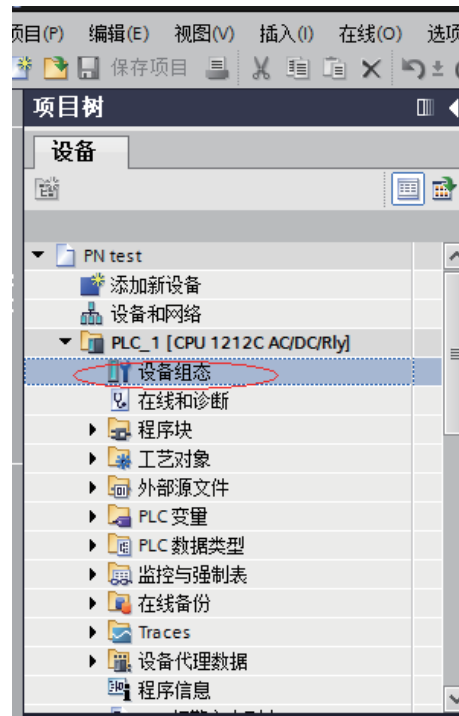 项目(P) 编辑(E) 视图(V) 插入(I) 在线(O) 选项
保存项目
项目树
设备
PN test
添加新设备
设备和网络
PLC_1 [CPU 1212C AC/DC/Rly]
设备组态
在线和诊断
程序块
工艺对象
外部源文件
PLC 变量
PLC 数据类型
监控与强制表
在线备份
Traces
设备代理数据
程序信息